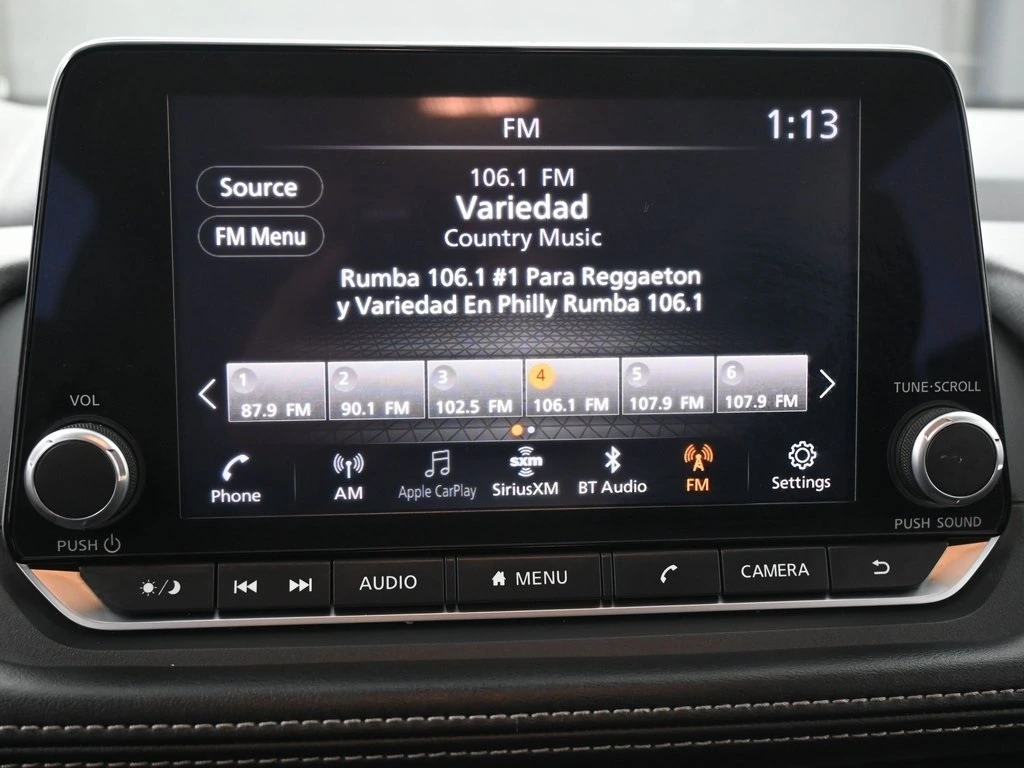 FM
1:13
Source
106.1 FM
Variedad
FM Menu
Country Music
Rumba 106.1 #1 Para Reggaeton
y Variedad En Philly Rumba 106.1
1 2 3 4 5 6
87.9 FM 90.1 FM 102.5 FM 106.1 FM 107.9 FM 107.9 FM
VOL
TUNE·SCROLL
sxm
Phone AM Apple CarPlay SiriusXM BT Audio FM Settings
PUSH
PUSH SOUND
AUDIO MENU CAMERA